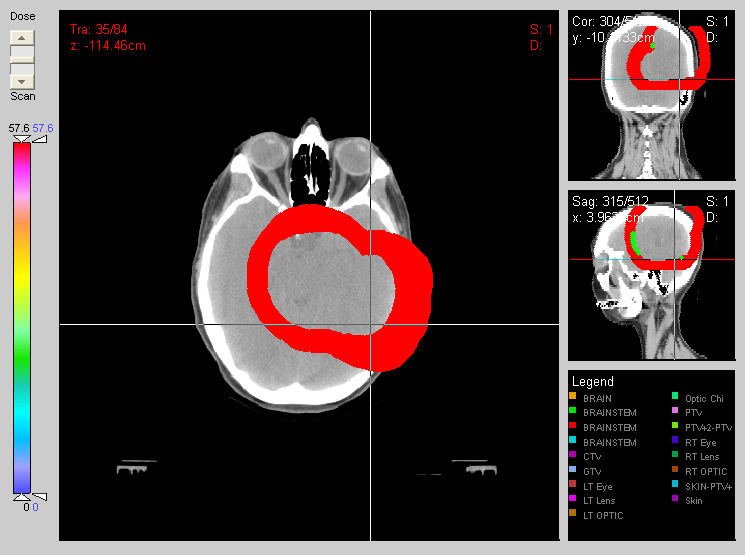 Dose
Scan
57.6 57.6
0 0
Tra: 35/84
z: -114.46cm
S: 1
D:
Cor: 304/512
S: 1
D:
Sag: 315/512
S: 1
D:
Legend
BRAIN
BRAINSTEM
BRAINSTEM
BRAINSTEM
CTv
GTv
LT Eye
LT Lens
LT OPTIC
Optic Chi
PTv
PTV+2-PTV
RT Eye
RT Lens
RT OPTIC
SKIN-PTV+
Skin